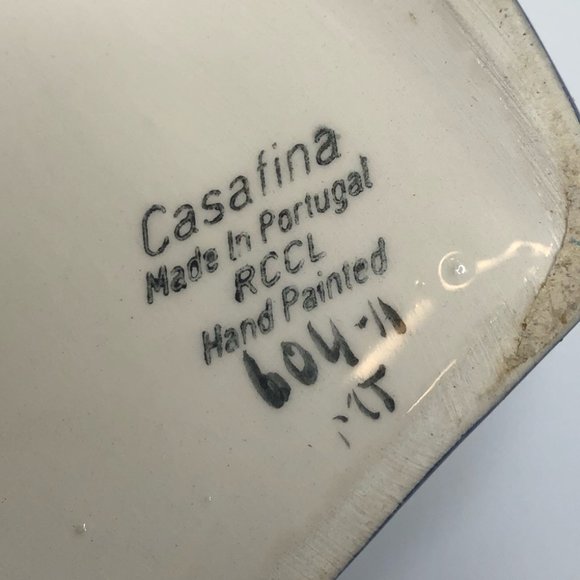 Casafina
Made In Portugal
RCCL
Hand Painted
604-11